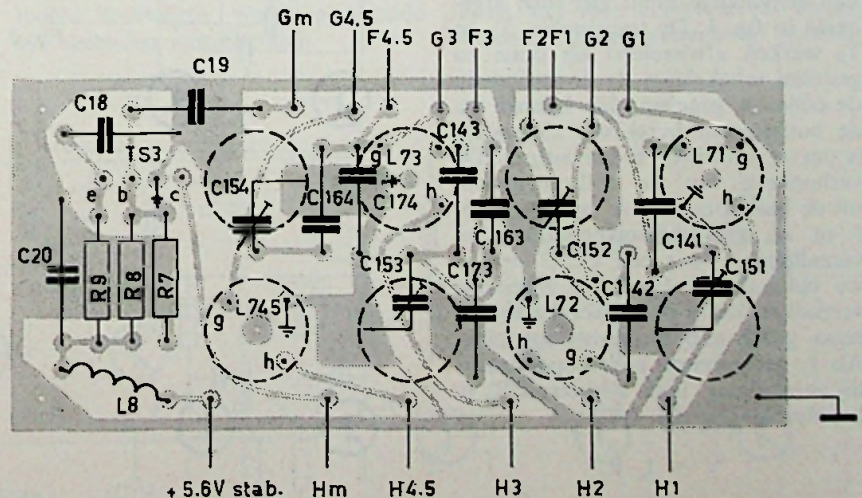 Gm G4.5 F4.5 G3 F3 F2 F1 G2 G1
C19
C18
TS3
C143
g L73
L71 g
C154
C164
C174
h
h
e b c
C163
C152
C141
C20
R9
R8
R7
C153
C173
C142
C151
g L745
L72
h
h g
L8
+ 5.6V stab. Hm H4.5 H3 H2 H1